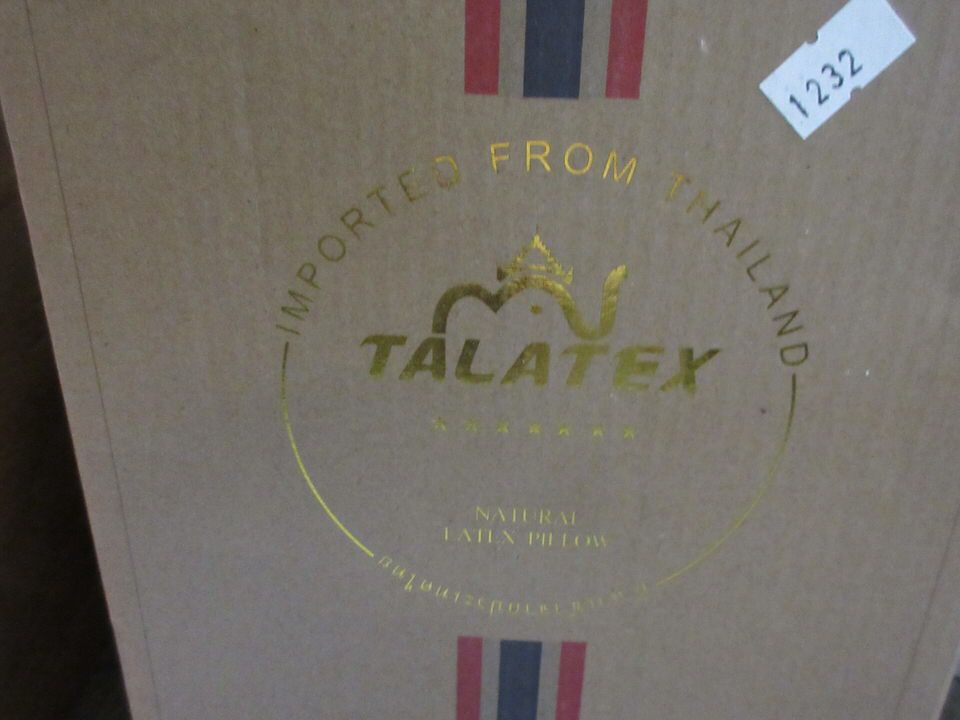 1232
IMPORTED FROM THAILAND
TALATEX
NATURAL
LATEX PILLOW